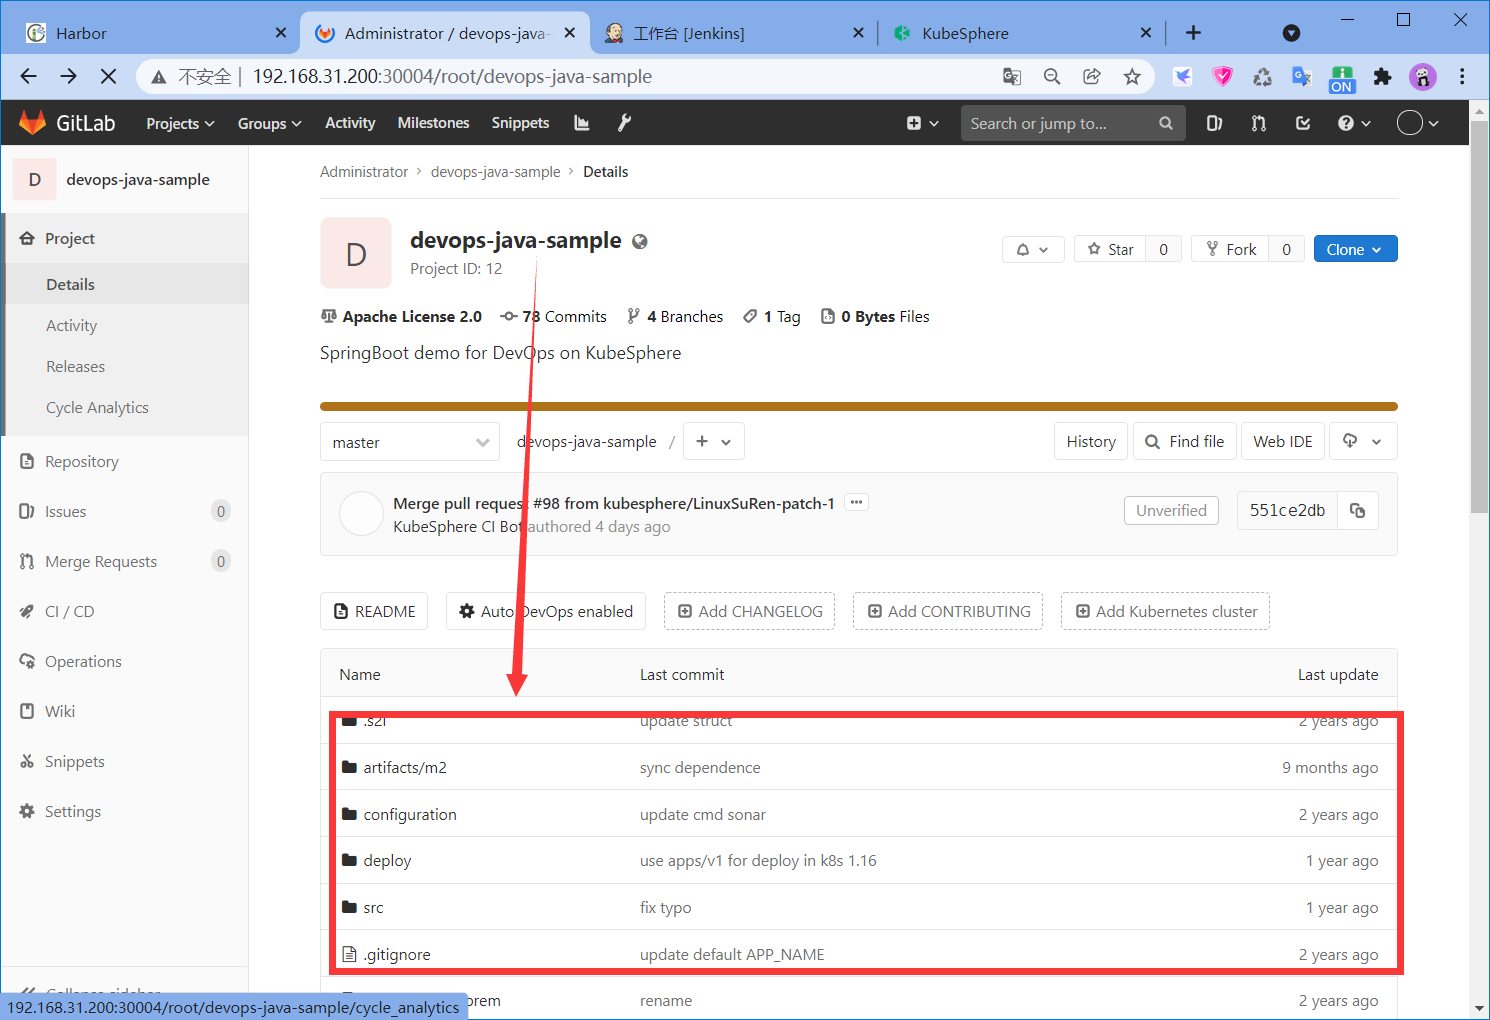 Harbor
Administrator / devops-java-
工作台 [Jenkins]
KubeSphere
不安全 | 192.168.31.200:30004/root/devops-java-sample
ON
GitLab Projects Groups Activity Milestones Snippets Search or jump to...
D devops-java-sample
Project
Details
Activity
Releases
Cycle Analytics
Repository
Issues 0
Merge Requests 0
CI / CD
Operations
Wiki
Snippets
Settings
Collapse sidebar
192.168.31.200:30004/root/devops-java-sample/cycle_analytics
Administrator > devops-java-sample > Details
D
devops-java-sample
Project ID: 12
Star 0 Fork 0 Clone
Apache License 2.0 78 Commits 4 Branches 1 Tag 0 Bytes Files
SpringBoot demo for DevOps on KubeSphere
master devops-java-sample / + History Find file Web IDE
Merge pull request #98 from kubesphere/LinuxSuRen-patch-1 ...
KubeSphere CI Bot authored 4 days ago
Unverified 551ce2db
README Auto DevOps enabled Add CHANGELOG Add CONTRIBUTING Add Kubernetes cluster
Name Last commit Last update
.s2i update struct 2 years ago
artifacts/m2 sync dependence 9 months ago
configuration update cmd sonar 2 years ago
deploy use apps/v1 for deploy in k8s 1.16 1 year ago
src fix typo 1 year ago
.gitignore update default APP_NAME 2 years ago
rename 2 years ago